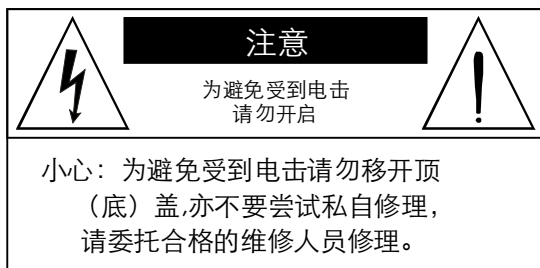 注意
为避免受到电击
请勿开启
小心：为避免受到电击请勿移开顶
（底）盖,亦不要尝试私自修理，
请委托合格的维修人员修理。